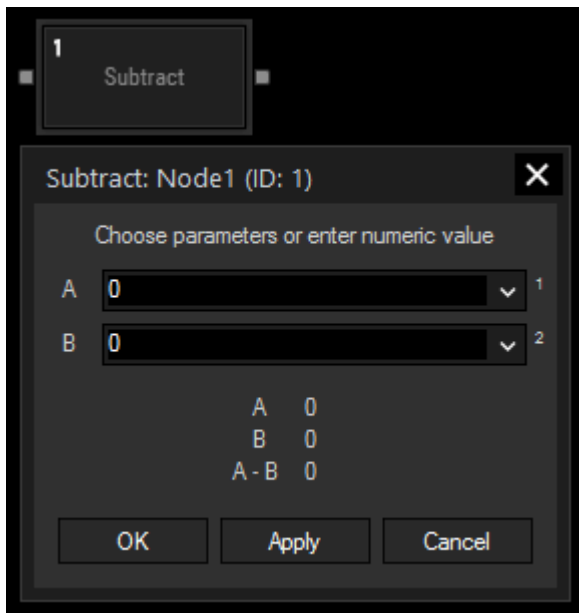 1
Subtract
Subtract: Node1 (ID: 1)
Choose parameters or enter numeric value
A 0 1
B 0 2
A 0
B 0
A - B 0
OK Apply Cancel